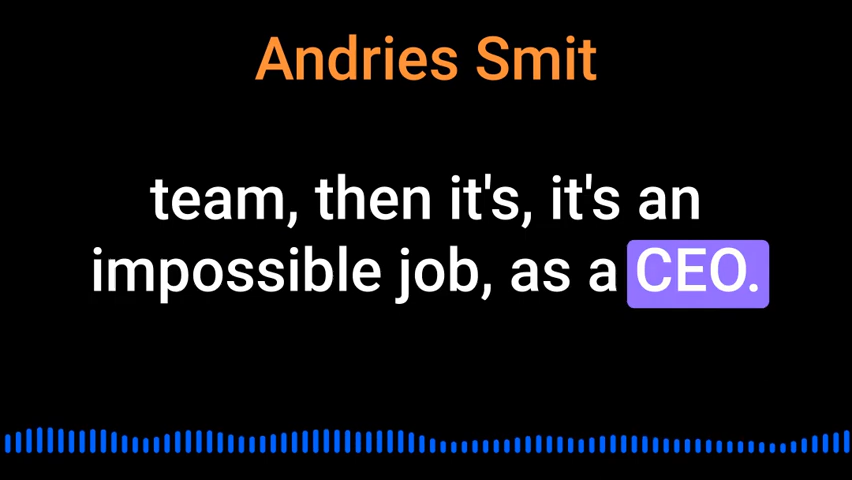 Andries Smit
team, then it's, it's an
impossible job, as a CEO.